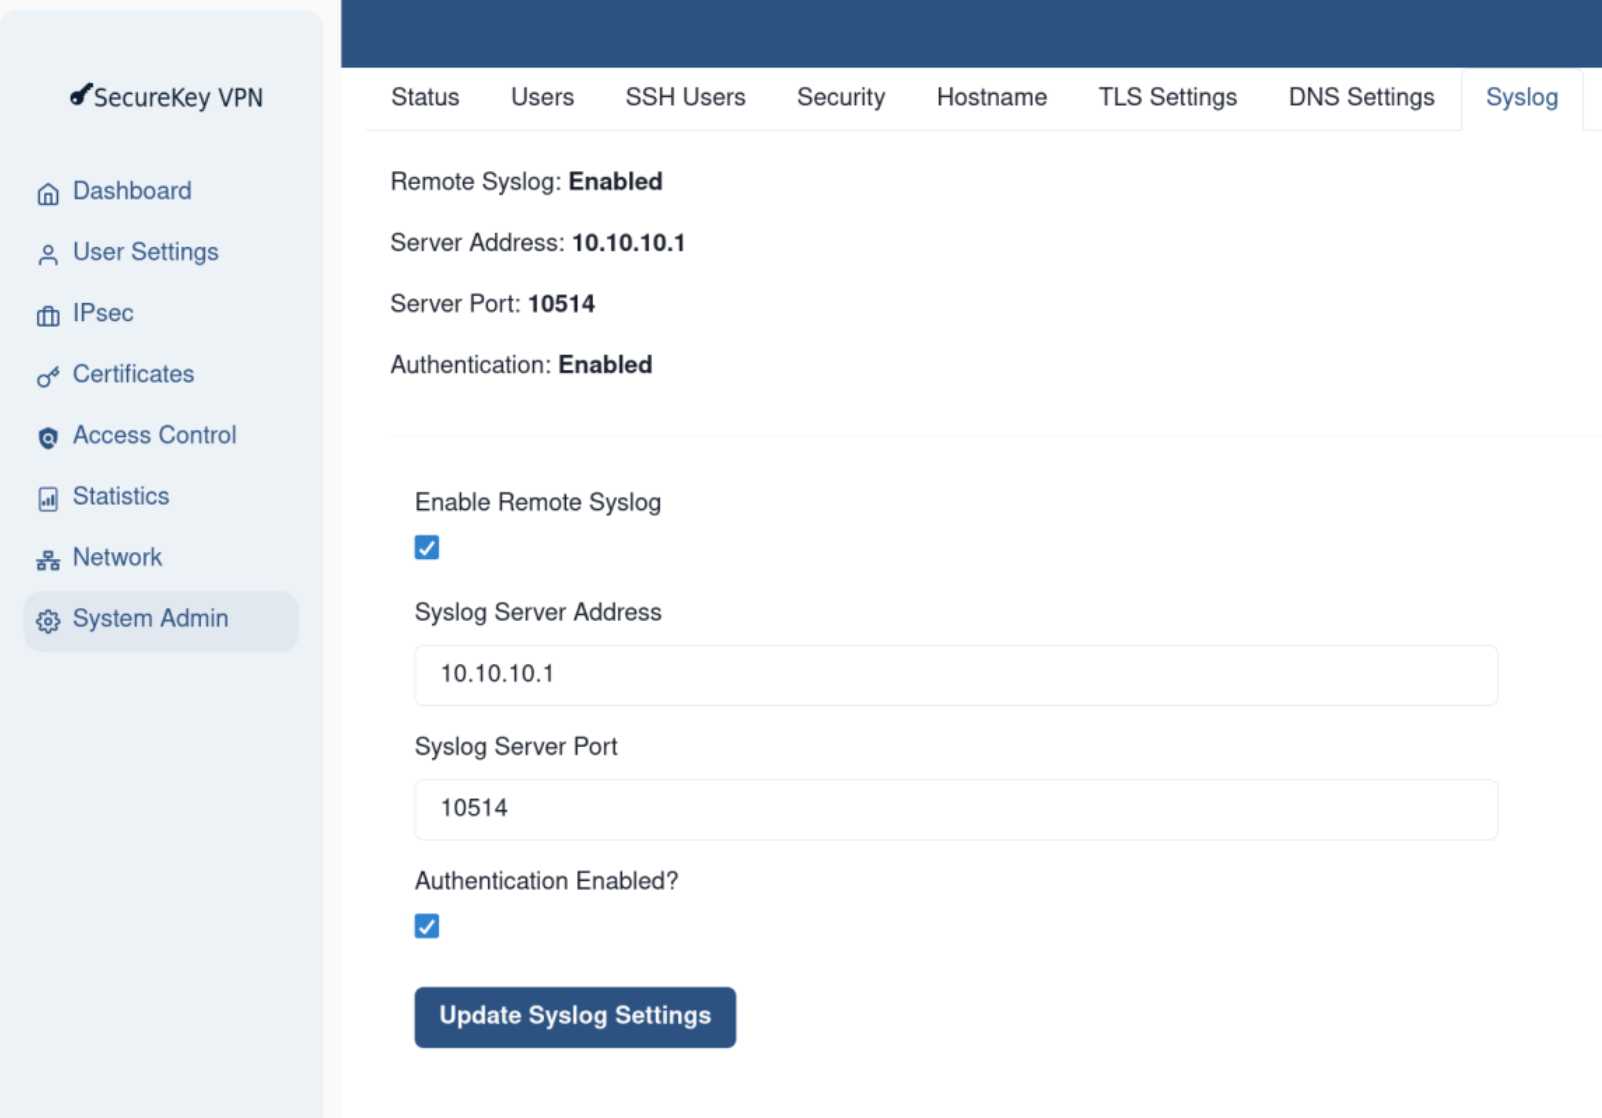 SecureKey VPN
Dashboard
User Settings
IPsec
Certificates
Access Control
Statistics
Network
System Admin
Status Users SSH Users Security Hostname TLS Settings DNS Settings Syslog
Remote Syslog: Enabled
Server Address: 10.10.10.1
Server Port: 10514
Authentication: Enabled
Enable Remote Syslog
Syslog Server Address
10.10.10.1
Syslog Server Port
10514
Authentication Enabled?
Update Syslog Settings